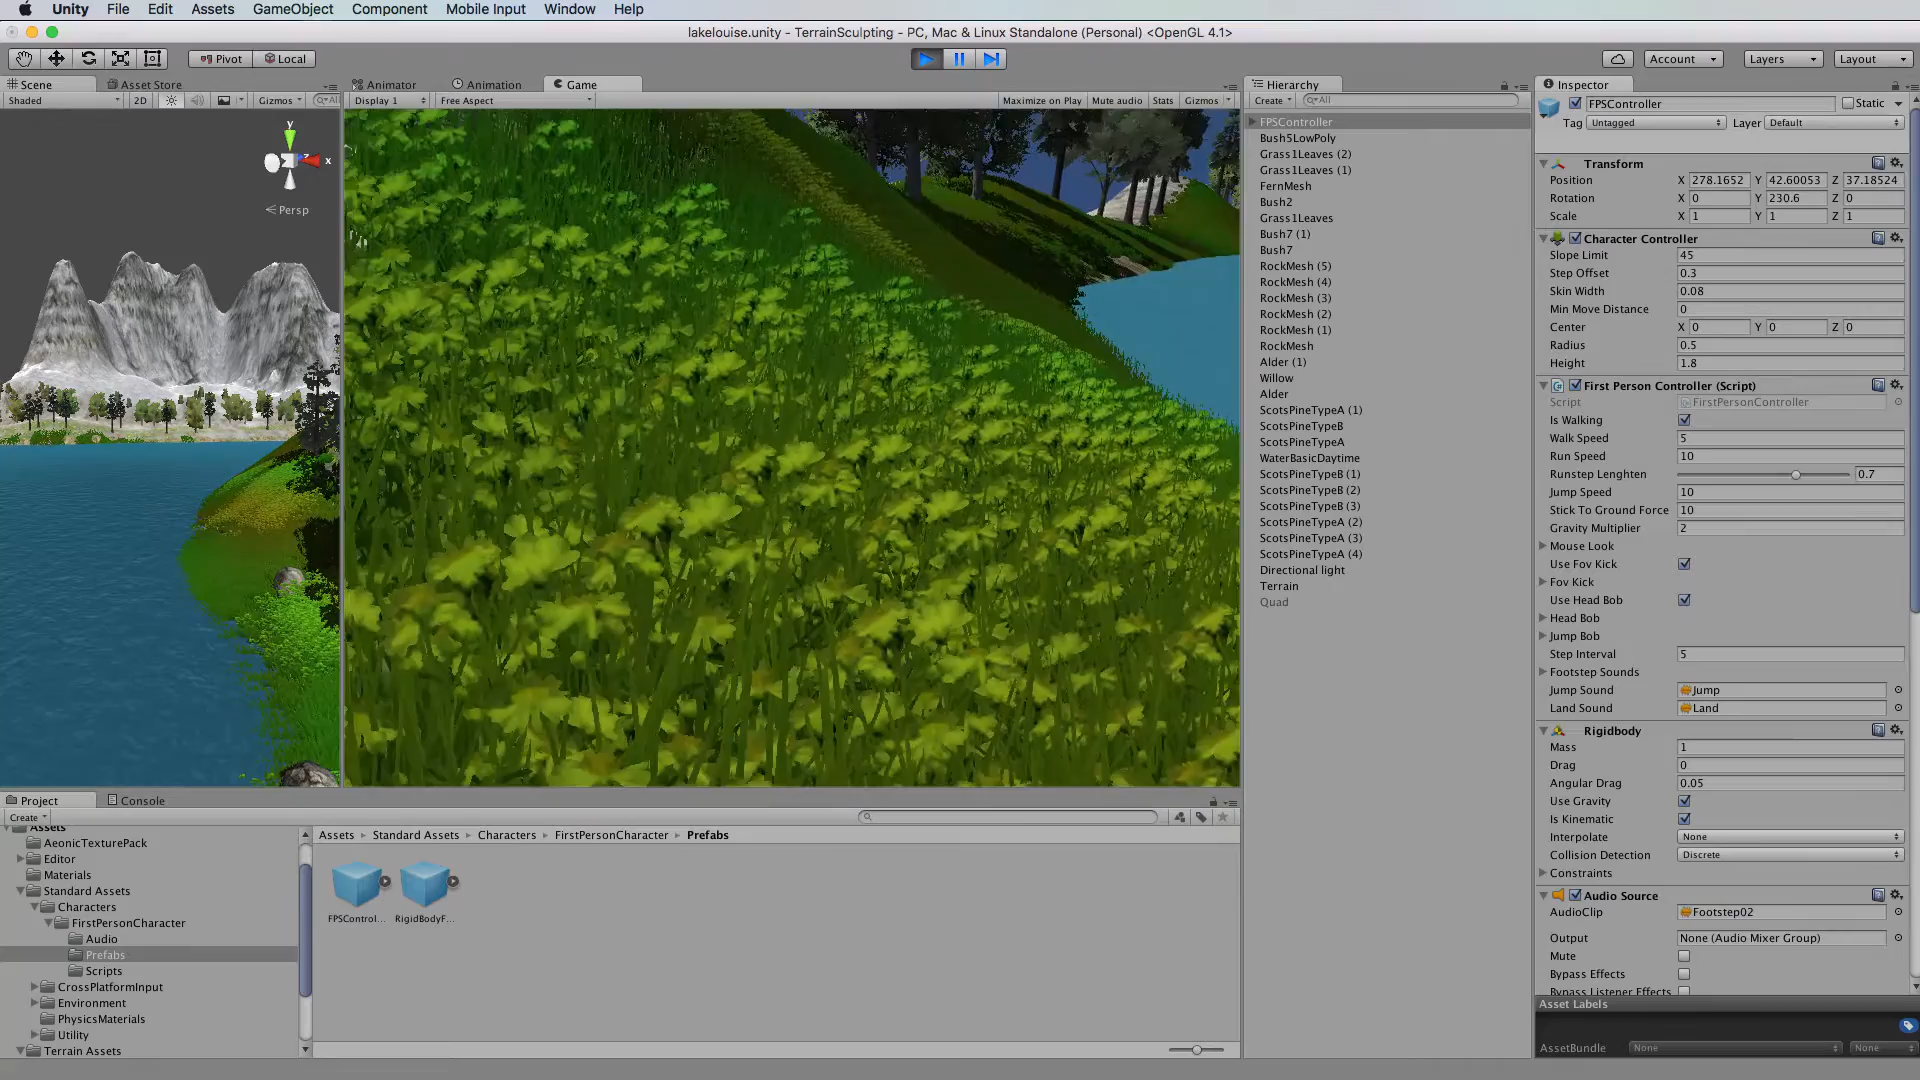 Unity File Edit Assets GameObject Component Mobile Input Window Help
lakelouise.unity - TerrainSculpting - PC, Mac & Linux Standalone (Personal) <OpenGL 4.1>
Pivot Local Account Layers Layout
Scene Asset Store
Shaded 2D Gizmos All
y
x
Persp
Animator Animation Game
Display 1 Free Aspect Maximize on Play Mute audio Stats Gizmos
Hierarchy
Create All
FPSController
Bush5LowPoly
Grass1Leaves (2)
Grass1Leaves (1)
FernMesh
Bush2
Grass1Leaves
Bush7 (1)
Bush7
RockMesh (5)
RockMesh (4)
RockMesh (3)
RockMesh (2)
RockMesh (1)
RockMesh
Alder (1)
Willow
Alder
ScotsPineTypeA (1)
ScotsPineTypeB
ScotsPineTypeA
WaterBasicDaytime
ScotsPineTypeB (1)
ScotsPineTypeB (2)
ScotsPineTypeB (3)
ScotsPineTypeA (2)
ScotsPineTypeA (3)
ScotsPineTypeA (4)
Directional light
Terrain
Quad
Inspector
FPSController Static
Tag Untagged Layer Default
Transform
Position X 278.1652 Y 42.60053 Z 37.18524
Rotation X 0 Y 230.6 Z 0
Scale X 1 Y 1 Z 1
Character Controller
Slope Limit 45
Step Offset 0.3
Skin Width 0.08
Min Move Distance 0
Center X 0 Y 0 Z 0
Radius 0.5
Height 1.8
First Person Controller (Script)
Script FirstPersonController
Is Walking
Walk Speed 5
Run Speed 10
Runstep Lenghten 0.7
Jump Speed 10
Stick To Ground Force 10
Gravity Multiplier 2
Mouse Look
Use Fov Kick
Fov Kick
Use Head Bob
Head Bob
Jump Bob
Step Interval 5
Footstep Sounds
Jump Sound Jump
Land Sound Land
Rigidbody
Mass 1
Drag 0
Angular Drag 0.05
Use Gravity
Is Kinematic
Interpolate None
Collision Detection Discrete
Constraints
Audio Source
AudioClip Footstep02
Output None (Audio Mixer Group)
Mute
Bypass Effects
Bypass Listener Effects
Asset Labels
AssetBundle None None
Project Console
Create
Assets
AeonicTexturePack
Editor
Materials
Standard Assets
Characters
FirstPersonCharacter
Audio
Prefabs
Scripts
CrossPlatformInput
Environment
PhysicsMaterials
Utility
Terrain Assets
Assets Standard Assets Characters FirstPersonCharacter Prefabs
FPSControl... RigidBodyF...